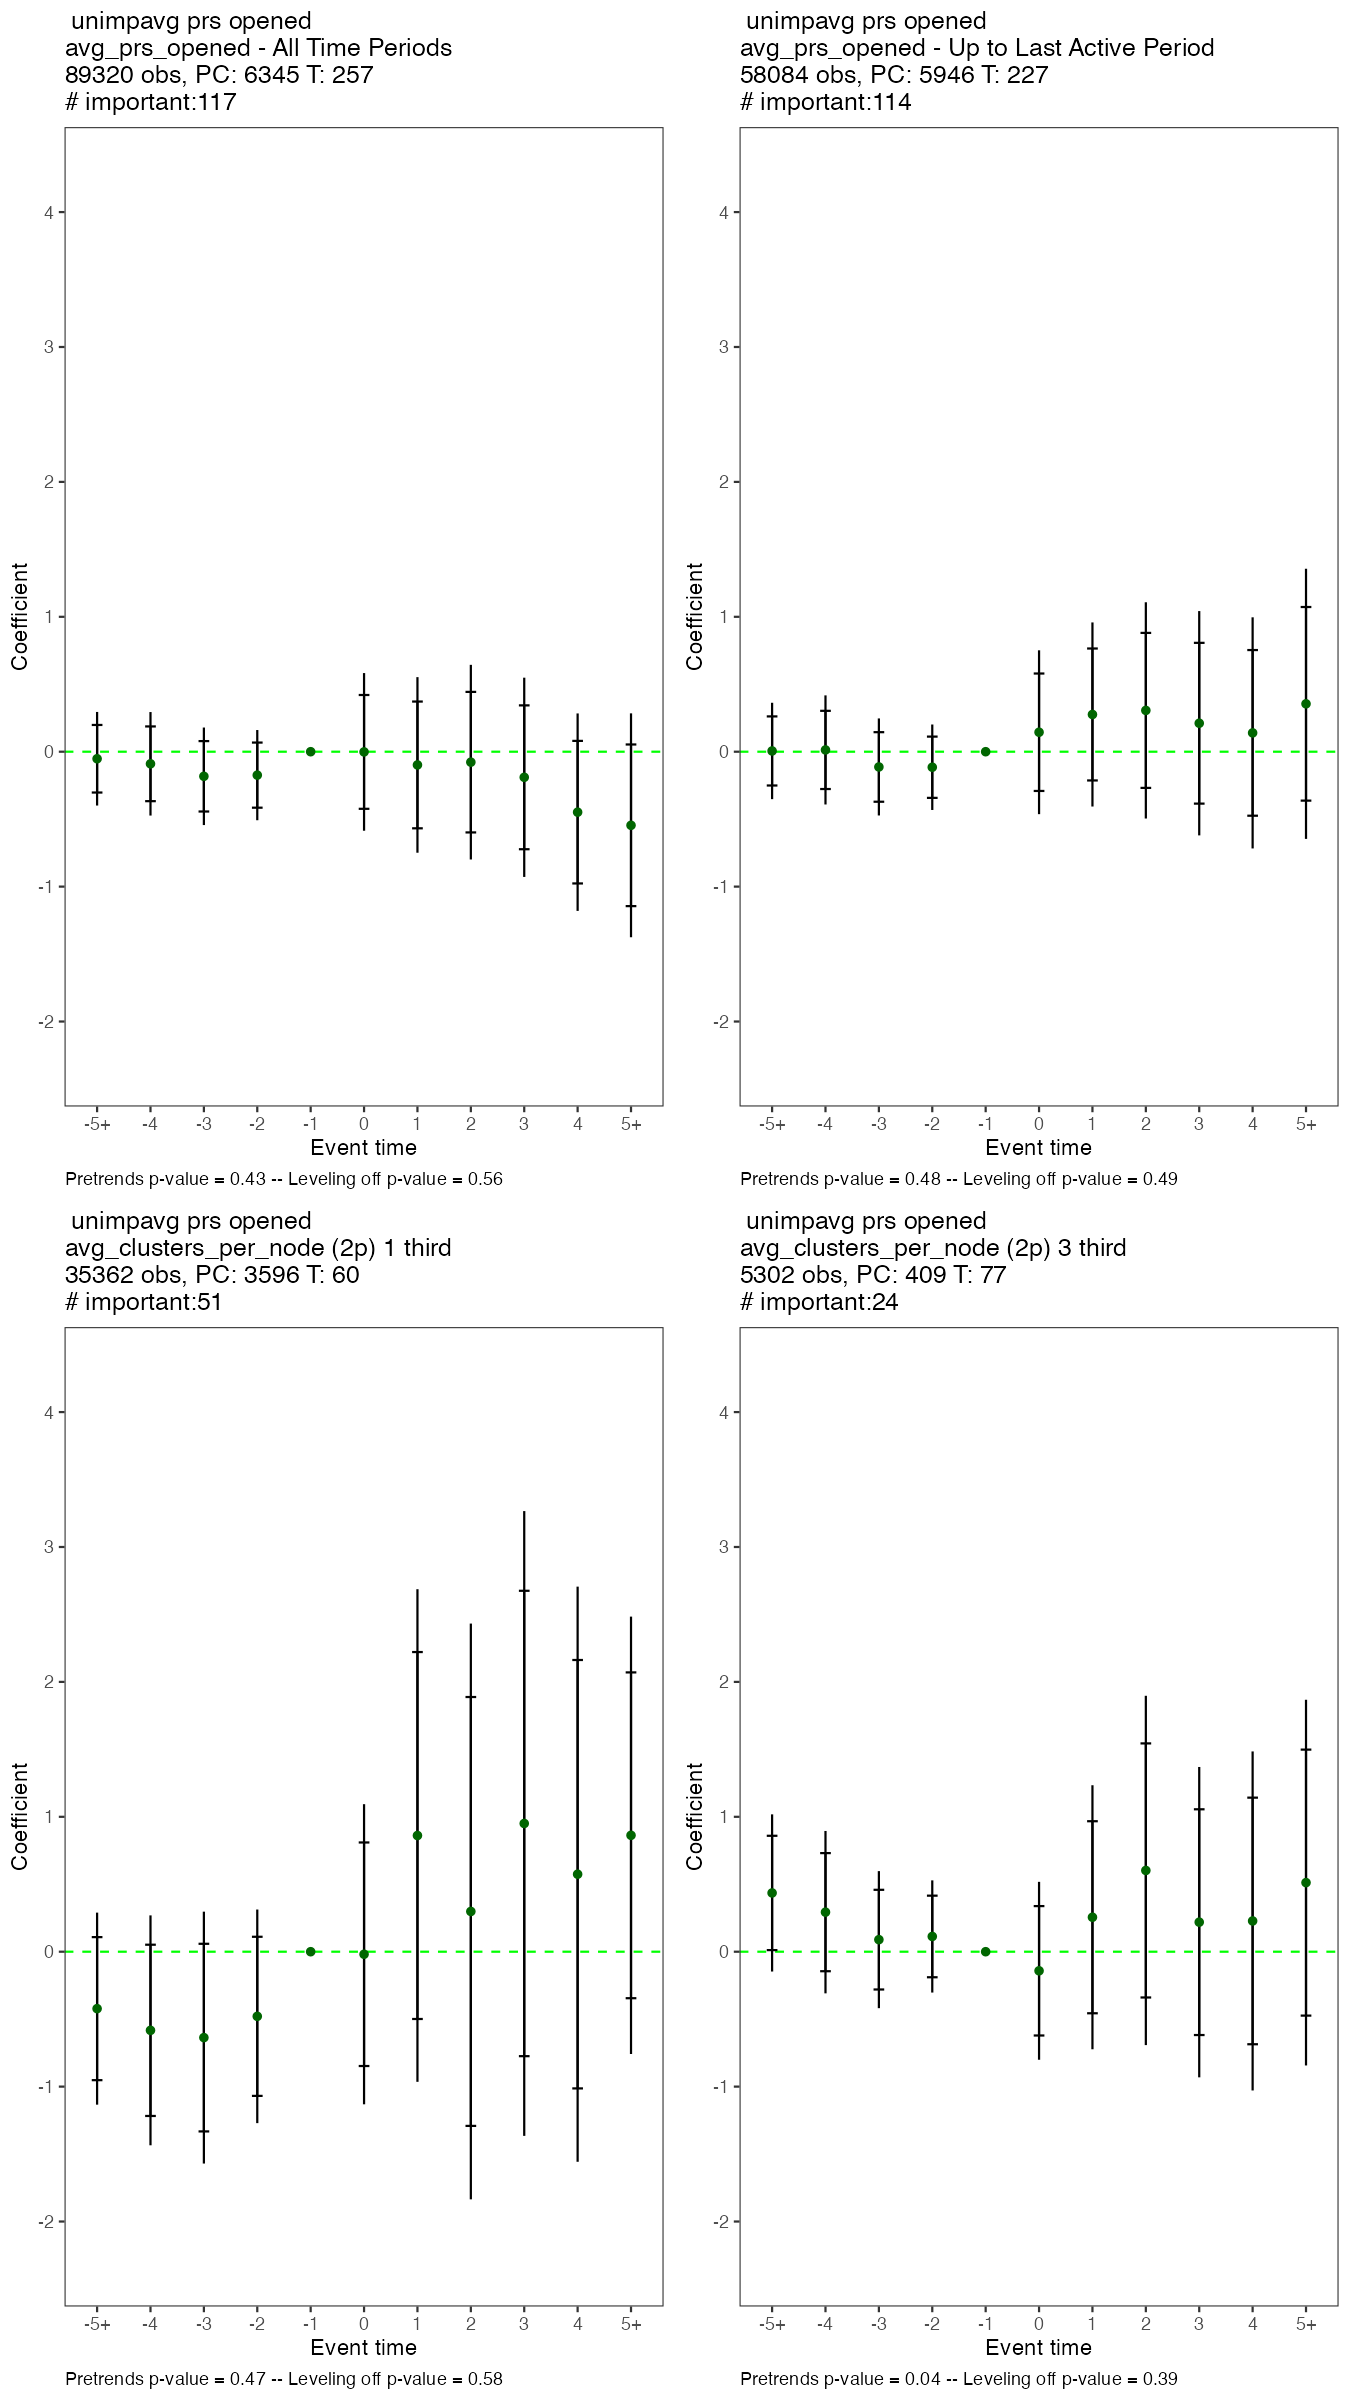 unimpavg prs opened
avg_prs_opened - All Time Periods
89320 obs, PC: 6345 T: 257
# important:117
4
3
2
1
0
-1
-2
Coefficient
-5+ -4 -3 -2 -1 0 1 2 3 4 5+
Event time
Pretrends p-value = 0.43 -- Leveling off p-value = 0.56
unimpavg prs opened
avg_prs_opened - Up to Last Active Period
58084 obs, PC: 5946 T: 227
# important:114
4
3
2
1
0
-1
-2
Coefficient
-5+ -4 -3 -2 -1 0 1 2 3 4 5+
Event time
Pretrends p-value = 0.48 -- Leveling off p-value = 0.49
unimpavg prs opened
avg_clusters_per_node (2p) 1 third
35362 obs, PC: 3596 T: 60
# important:51
4
3
2
1
0
-1
-2
Coefficient
-5+ -4 -3 -2 -1 0 1 2 3 4 5+
Event time
Pretrends p-value = 0.47 -- Leveling off p-value = 0.58
unimpavg prs opened
avg_clusters_per_node (2p) 3 third
5302 obs, PC: 409 T: 77
# important:24
4
3
2
1
0
-1
-2
Coefficient
-5+ -4 -3 -2 -1 0 1 2 3 4 5+
Event time
Pretrends p-value = 0.04 -- Leveling off p-value = 0.39